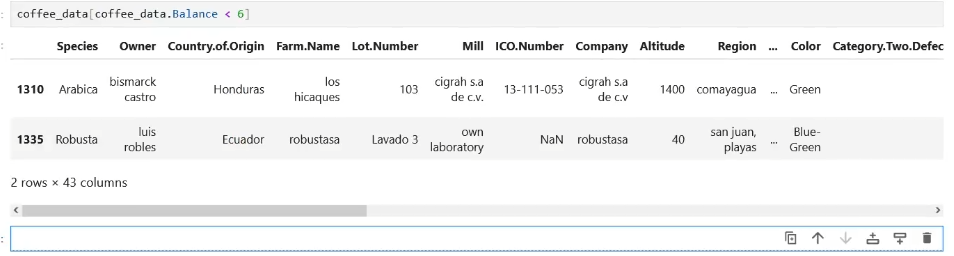 coffee_data[coffee_data.Balance < 6]
Species Owner Country.of.Origin Farm.Name Lot.Number Mill ICO.Number Company Altitude Region ... Color Category.Two.Defec
1310 Arabica bismarck castro Honduras los hicaques 103 cigrah s.a de c.v. 13-111-053 cigrah s.a de c.v 1400 comayagua ... Green
1335 Robusta luis robles Ecuador robustasa Lavado 3 own laboratory NaN robustasa 40 san juan, playas ... Blue-Green
2 rows × 43 columns